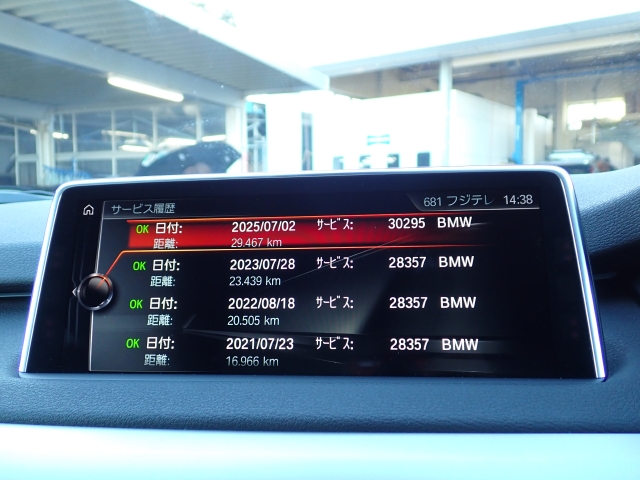 サービス履歴 681 フジテレ 14:38
OK 日付: 2025/07/02 ｻｰﾋﾞｽ: 30295 BMW
距離: 29.467 km
OK 日付: 2023/07/28 ｻｰﾋﾞｽ: 28357 BMW
距離: 23.439 km
OK 日付: 2022/08/18 ｻｰﾋﾞｽ: 28357 BMW
距離: 20.505 km
OK 日付: 2021/07/23 ｻｰﾋﾞｽ: 28357 BMW
距離: 16.966 km